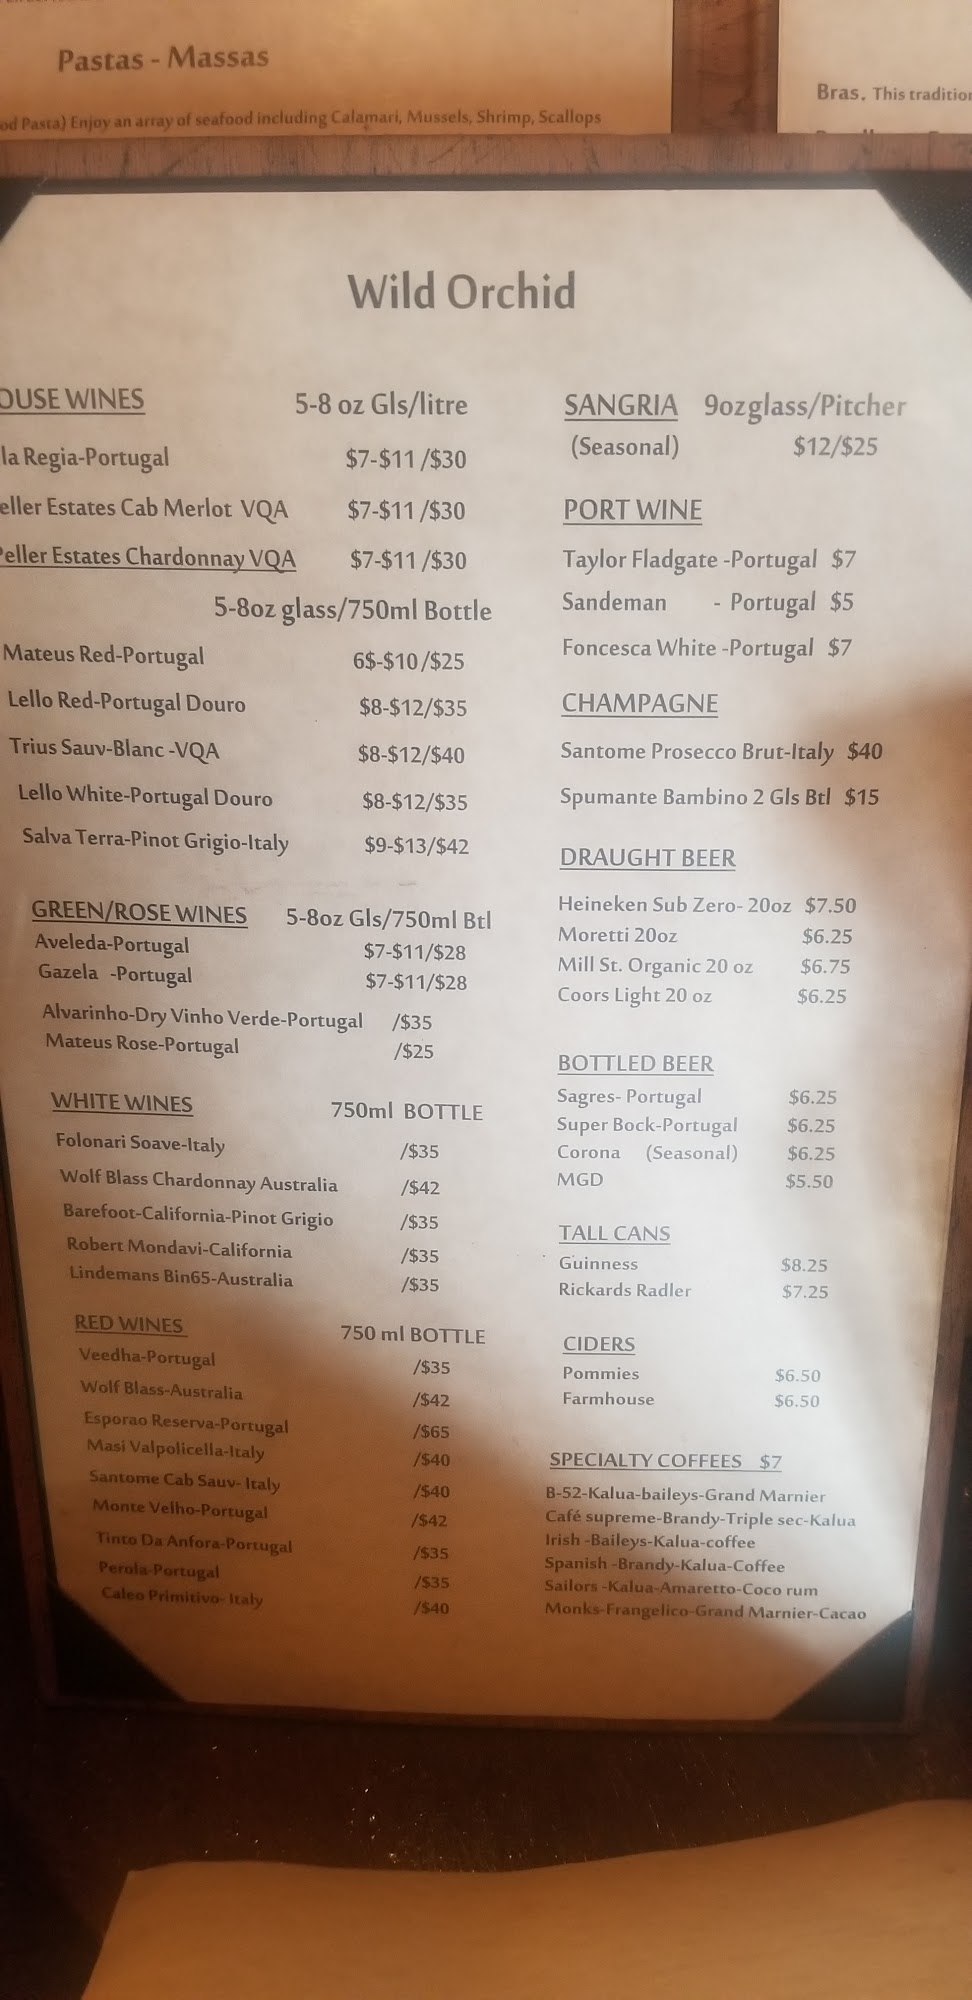 Pastas - Massas
od Pasta) Enjoy an array of seafood including Calamari, Mussels, Shrimp, Scallops
Bras. This tradition
Wild Orchid
OUSE WINES 5-8 oz Gls/litre
la Regia-Portugal $7-$11 /$30
eller Estates Cab Merlot VQA $7-$11 /$30
Peller Estates Chardonnay VQA $7-$11 /$30
5-8oz glass/750ml Bottle
Mateus Red-Portugal 6$-$10 /$25
Lello Red-Portugal Douro $8-$12/$35
Trius Sauv-Blanc -VQA $8-$12/$40
Lello White-Portugal Douro $8-$12/$35
Salva Terra-Pinot Grigio-Italy $9-$13/$42
GREEN/ROSE WINES 5-8oz Gls/750ml Btl
Aveleda-Portugal $7-$11/$28
Gazela -Portugal $7-$11/$28
Alvarinho-Dry Vinho Verde-Portugal /$35
Mateus Rose-Portugal /$25
WHITE WINES 750ml BOTTLE
Folonari Soave-Italy /$35
Wolf Blass Chardonnay Australia /$42
Barefoot-California-Pinot Grigio /$35
Robert Mondavi-California /$35
Lindemans Bin65-Australia /$35
RED WINES 750 ml BOTTLE
Veedha-Portugal /$35
Wolf Blass-Australia /$42
Esporao Reserva-Portugal /$65
Masi Valpolicella-Italy /$40
Santome Cab Sauv- Italy /$40
Monte Velho-Portugal /$42
Tinto Da Anfora-Portugal /$35
Perola-Portugal /$35
Caleo Primitivo- Italy /$40
SANGRIA 9ozglass/Pitcher
(Seasonal) $12/$25
PORT WINE
Taylor Fladgate -Portugal $7
Sandeman - Portugal $5
Foncesca White -Portugal $7
CHAMPAGNE
Santome Prosecco Brut-Italy $40
Spumante Bambino 2 Gls Btl $15
DRAUGHT BEER
Heineken Sub Zero- 20oz $7.50
Moretti 20oz $6.25
Mill St. Organic 20 oz $6.75
Coors Light 20 oz $6.25
BOTTLED BEER
Sagres- Portugal $6.25
Super Bock-Portugal $6.25
Corona (Seasonal) $6.25
MGD $5.50
TALL CANS
Guinness $8.25
Rickards Radler $7.25
CIDERS
Pommies $6.50
Farmhouse $6.50
SPECIALTY COFFEES $7
B-52-Kalua-baileys-Grand Marnier
Café supreme-Brandy-Triple sec-Kalua
Irish -Baileys-Kalua-coffee
Spanish -Brandy-Kalua-Coffee
Sailors -Kalua-Amaretto-Coco rum
Monks-Frangelico-Grand Marnier-Cacao